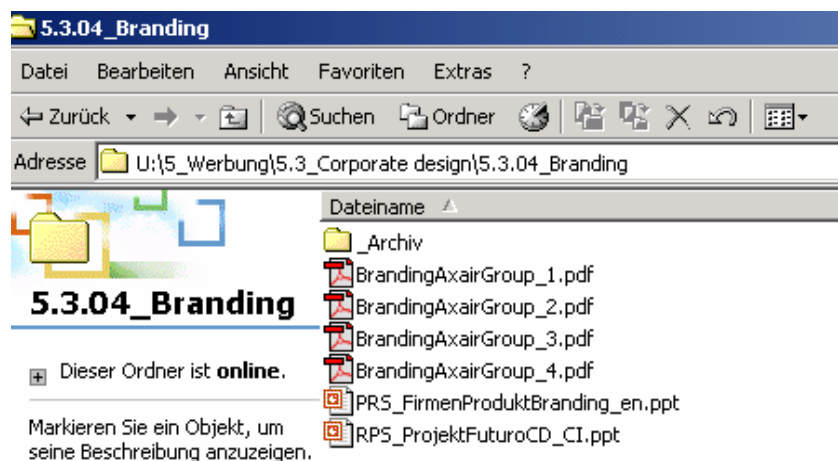 5.3.04_Branding
Datei Bearbeiten Ansicht Favoriten Extras ?
Zurück Suchen Ordner
Adresse U:\5_Werbung\5.3_Corporate design\5.3.04_Branding
Dateiname
_Archiv
BrandingAxairGroup_1.pdf
BrandingAxairGroup_2.pdf
BrandingAxairGroup_3.pdf
BrandingAxairGroup_4.pdf
PRS_FirmenProduktBranding_en.ppt
RPS_ProjektFuturoCD_CI.ppt
5.3.04_Branding
Dieser Ordner ist online.
Markieren Sie ein Objekt, um
seine Beschreibung anzuzeigen.